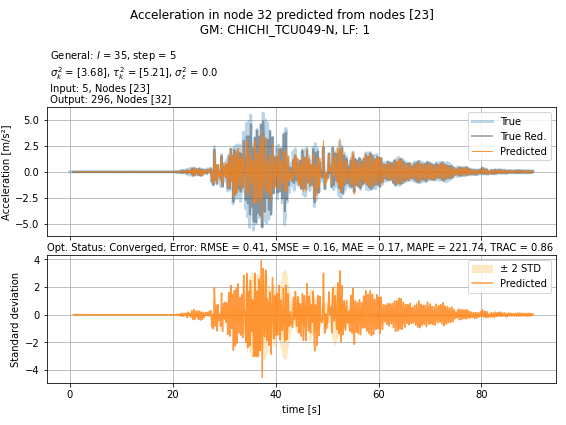 Acceleration in node 32 predicted from nodes [23]
GM: CHICHI_TCU049-N, LF: 1
General: l = 35, step = 5
σ²ₖ = [3.68], τ²ₖ = [5.21], σ²ε = 0.0
Input: 5, Nodes [23]
Output: 296, Nodes [32]
5.0
2.5
0.0
−2.5
−5.0
Acceleration [m/s²]
True
True Red.
Predicted
Opt. Status: Converged, Error: RMSE = 0.41, SMSE = 0.16, MAE = 0.17, MAPE = 221.74, TRAC = 0.86
4
2
0
−2
−4
Standard deviation
± 2 STD
Predicted
0 20 40 60 80
time [s]